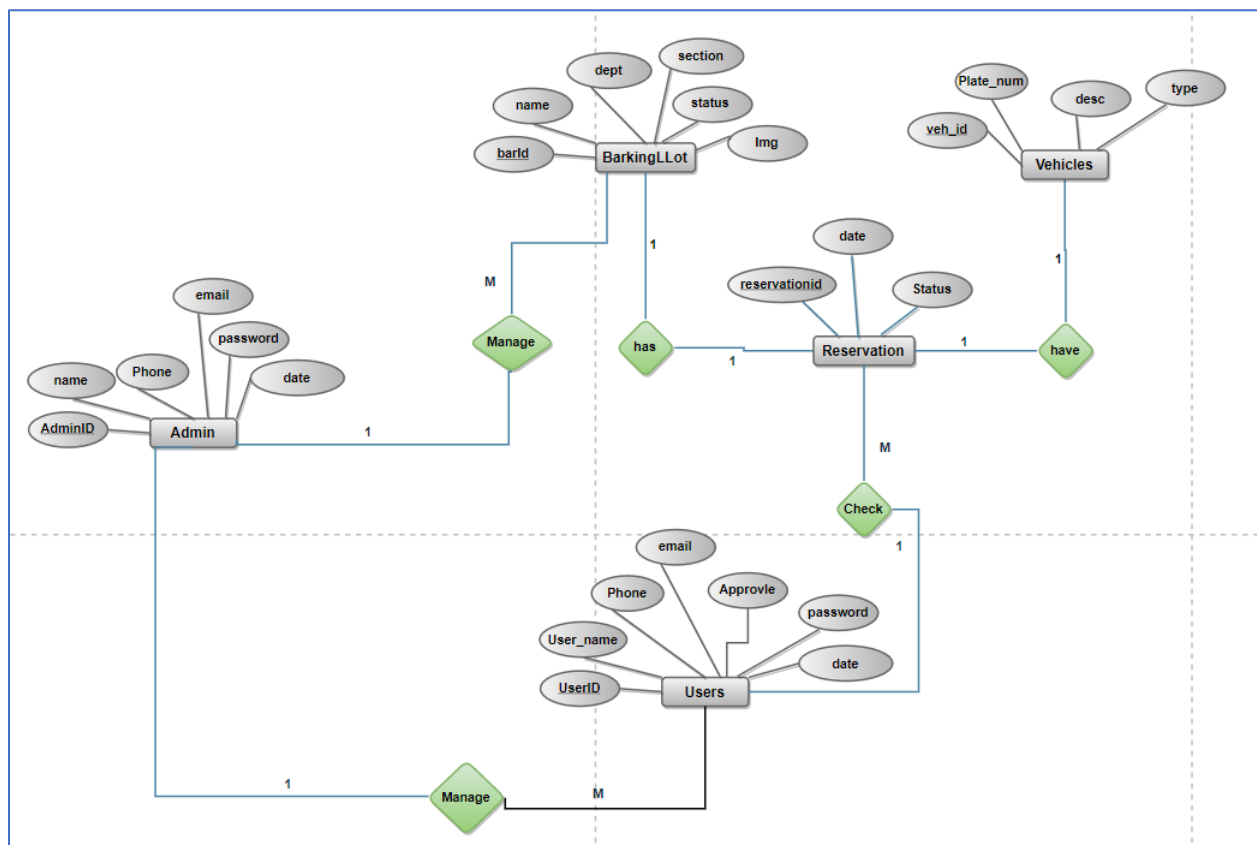 section
dept
Plate_num
type
status
desc
name
veh_id
Img
barId
BarkingLLot
Vehicles
date
1
1
reservationid
M
Status
email
Manage
password
has
Reservation
1
have
1
Phone
date
name
AdminID
Admin
1
M
Check
email
1
Approvle
Phone
password
User_name
date
UserID
Users
1
Manage
M